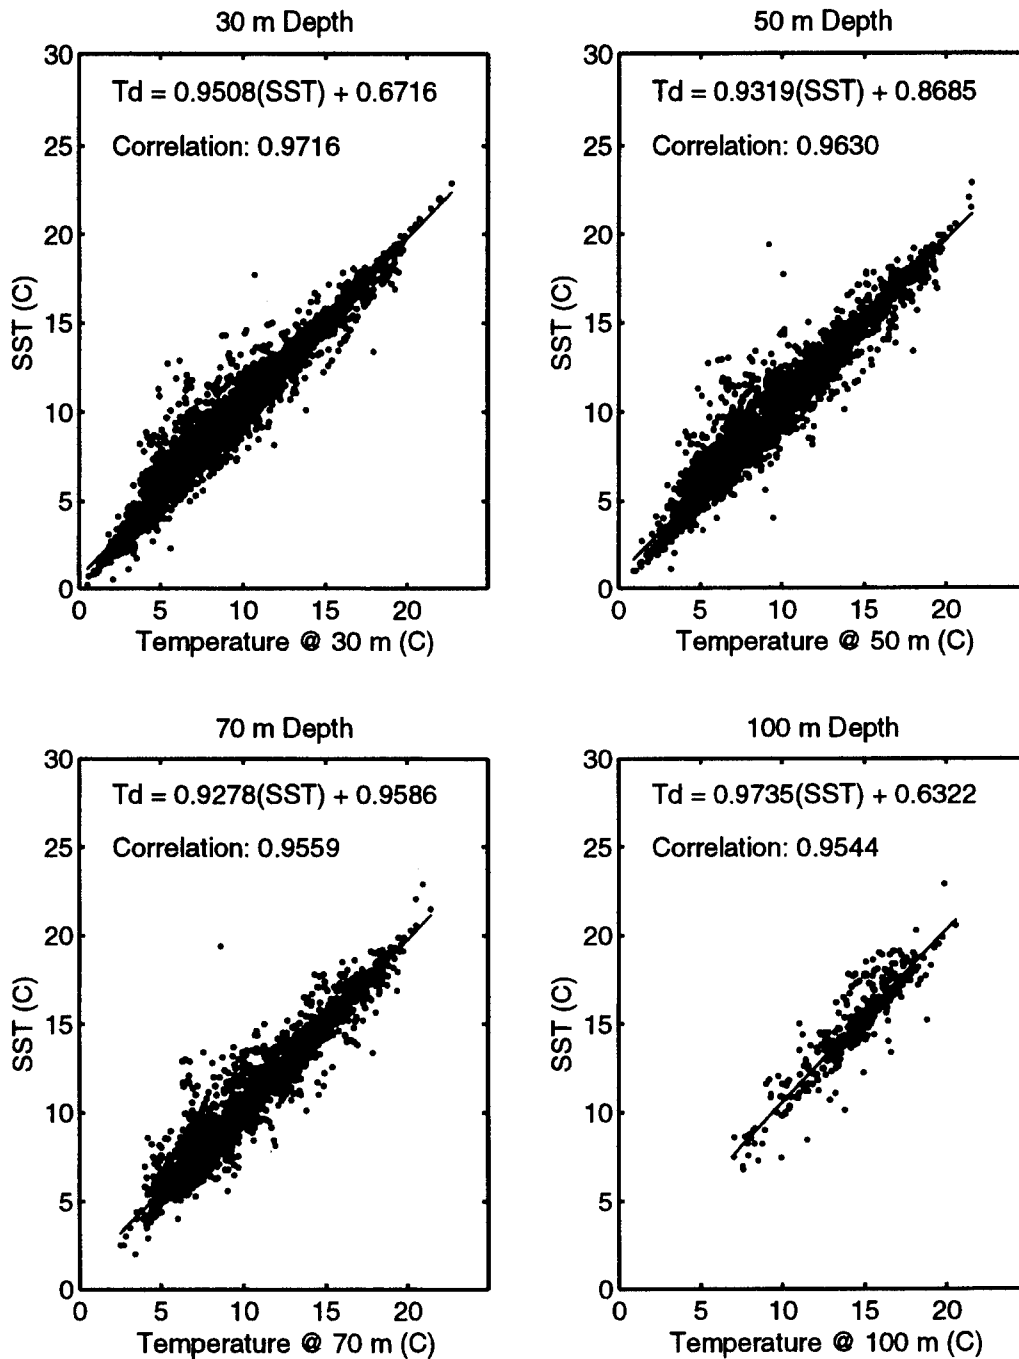 30 m Depth
30
25
20
15
10
5
0
SST (C)
Td = 0.9508(SST) + 0.6716
Correlation: 0.9716
0 5 10 15 20
Temperature @ 30 m (C)
50 m Depth
30
25
20
15
10
5
0
SST (C)
Td = 0.9319(SST) + 0.8685
Correlation: 0.9630
0 5 10 15 20
Temperature @ 50 m (C)
70 m Depth
30
25
20
15
10
5
0
SST (C)
Td = 0.9278(SST) + 0.9586
Correlation: 0.9559
0 5 10 15 20
Temperature @ 70 m (C)
100 m Depth
30
25
20
15
10
5
0
SST (C)
Td = 0.9735(SST) + 0.6322
Correlation: 0.9544
0 5 10 15 20
Temperature @ 100 m (C)